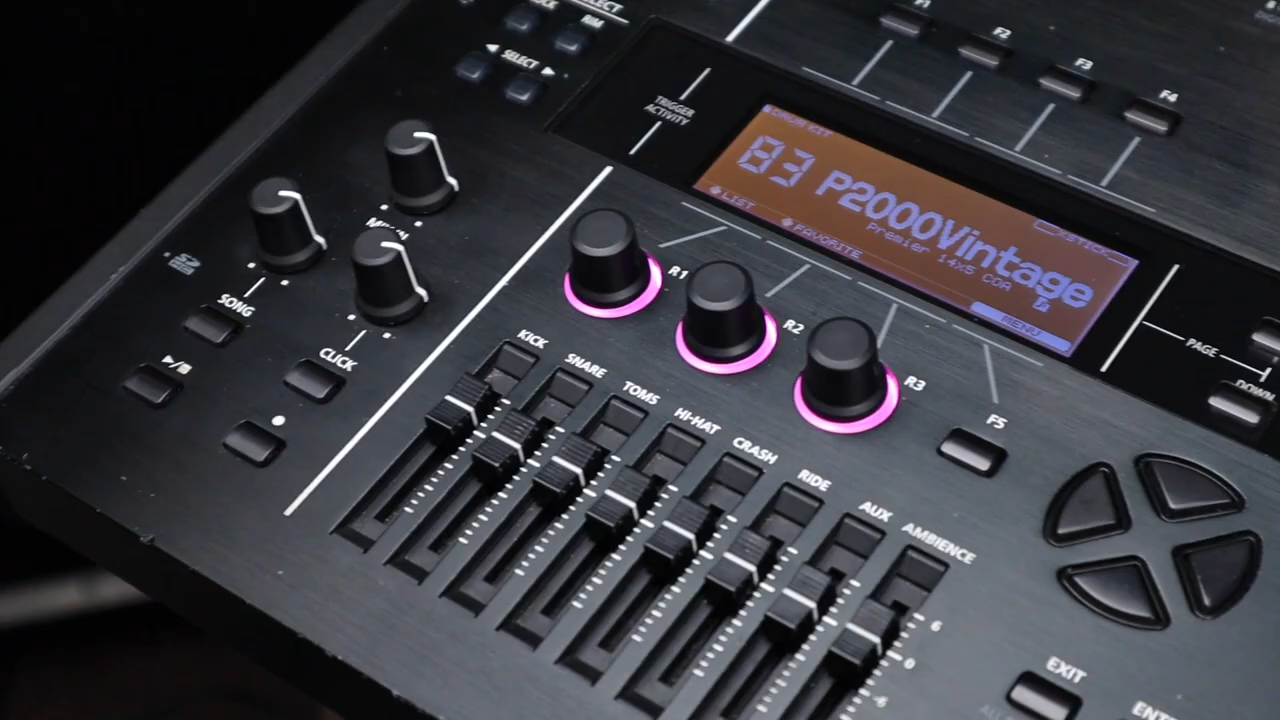 RIM
◀ SELECT ▶
TRIGGER
ACTIVITY
F1
F2
F3
F4
DRUM KIT
83 P2000Vintage
XSTICK
Premier 14x5 COA
LIST
FAVORITE
MENU
PAGE
DOWN
R1
R2
R3
F5
SONG
CLICK
KICK
SNARE
TOMS
HI-HAT
CRASH
RIDE
AUX
AMBIENCE
6
0
-6
EXIT